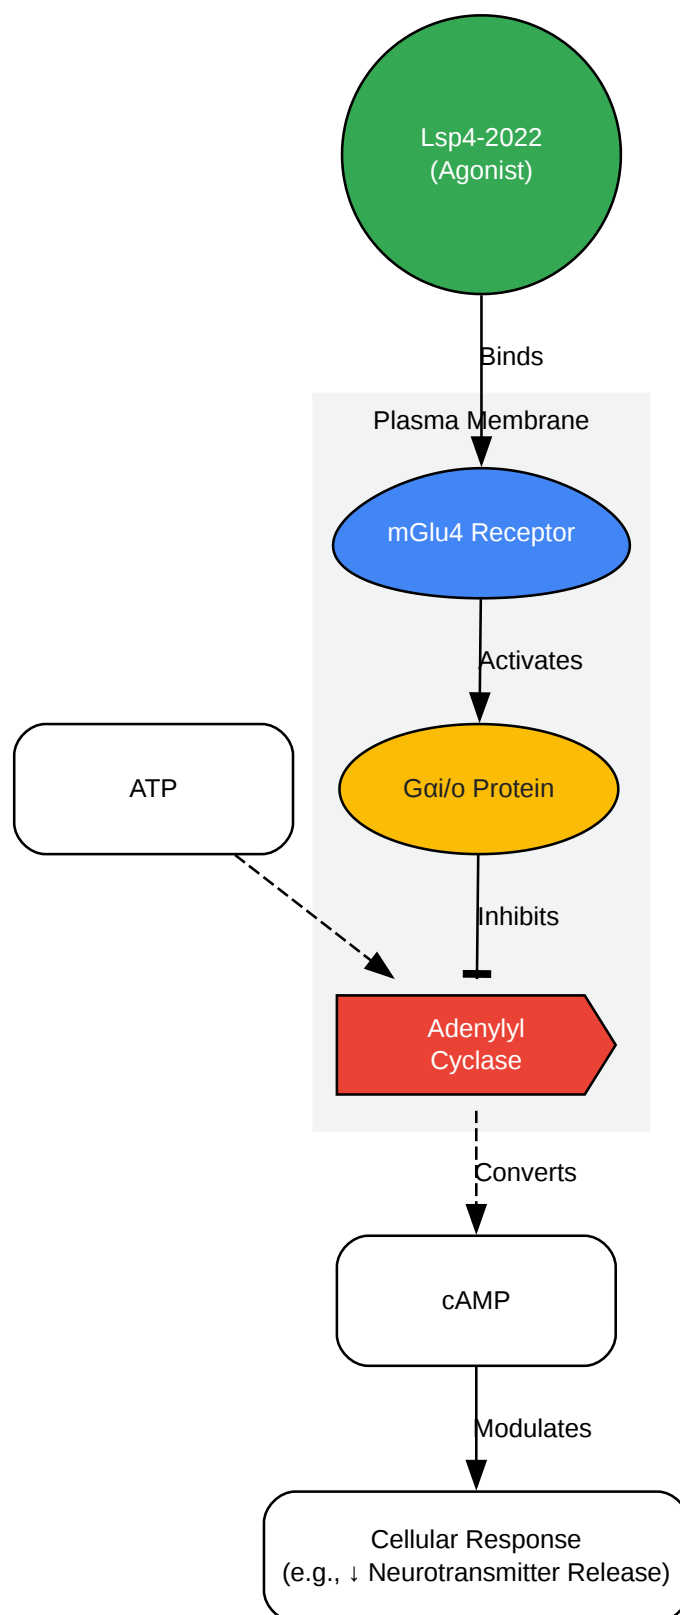 Lsp4-2022
(Agonist)
Binds
Plasma Membrane
mGlu4 Receptor
Activates
ATP
Gαi/o Protein
Inhibits
Adenylyl
Cyclase
Converts
cAMP
Modulates
Cellular Response
(e.g., ↓ Neurotransmitter Release)